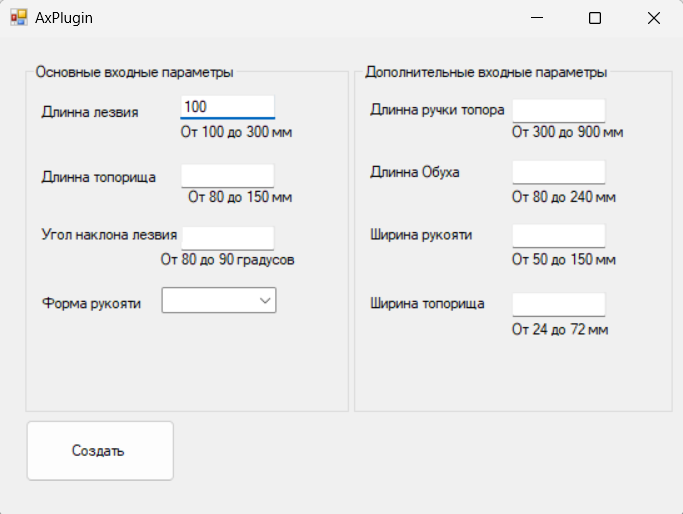 AxPlugin
Основные входные параметры
Длинна лезвия
100
От 100 до 300 мм
Длинна топорища
От 80 до 150 мм
Угол наклона лезвия
От 80 до 90 градусов
Форма рукояти
Дополнительные входные параметры
Длинна ручки топора
От 300 до 900 мм
Длинна Обуха
От 80 до 240 мм
Ширина рукояти
От 50 до 150 мм
Ширина топорища
От 24 до 72 мм
Создать